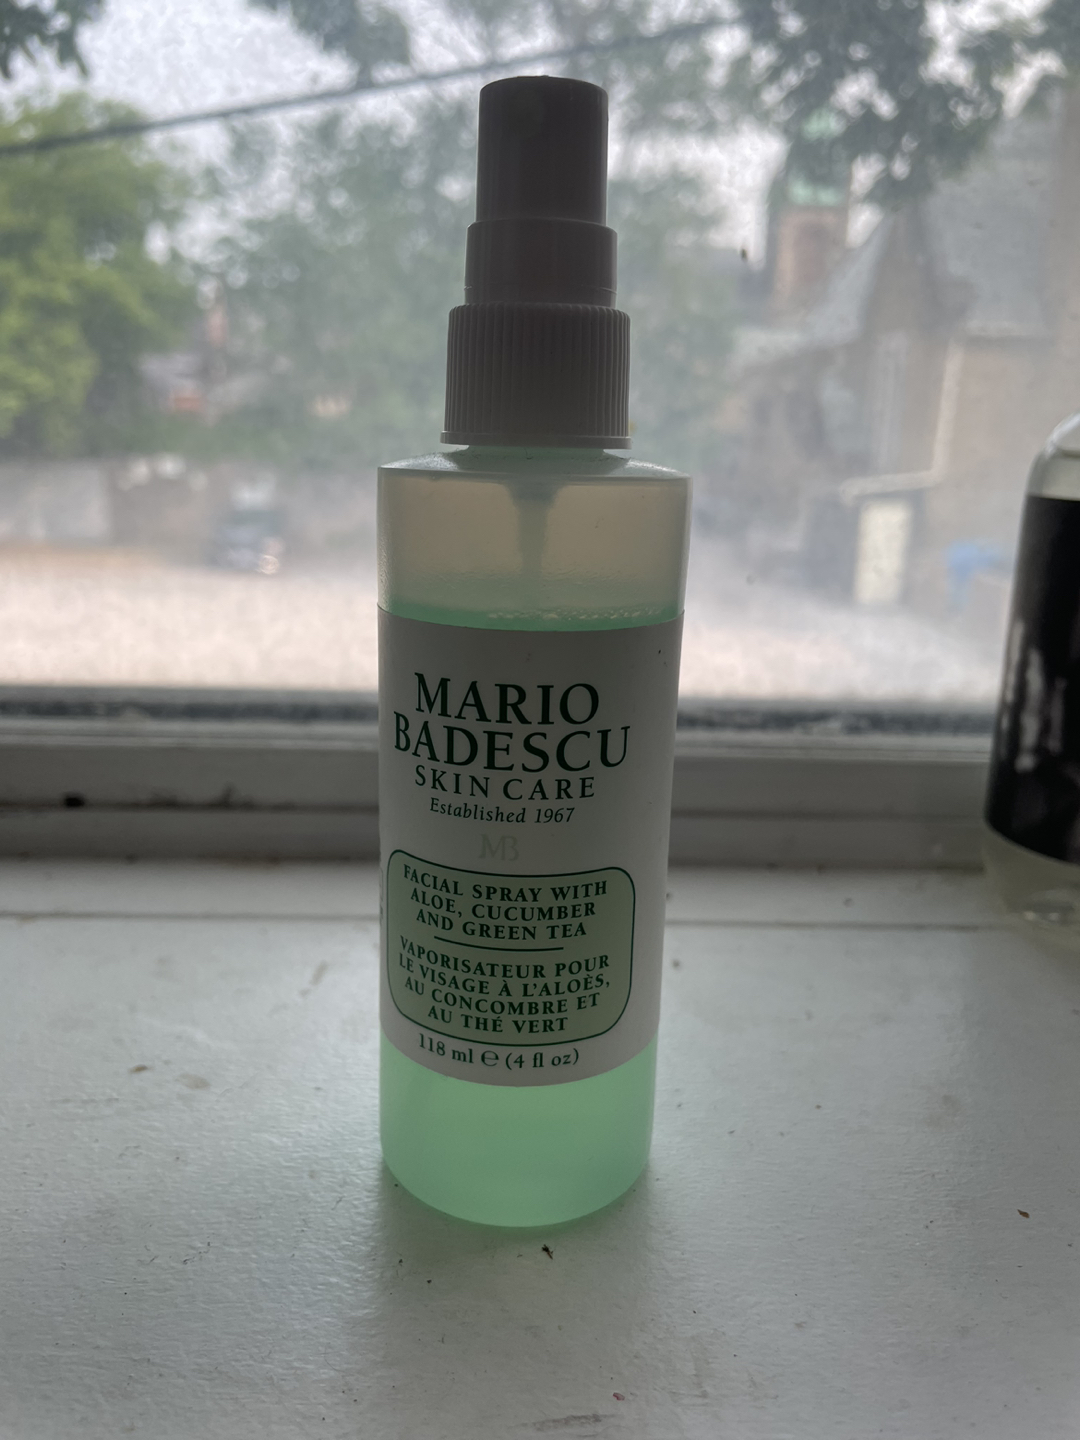 MARIO
BADESCU
SKIN CARE
Established 1967
MB
FACIAL SPRAY WITH
ALOE, CUCUMBER
AND GREEN TEA
VAPORISATEUR POUR
LE VISAGE À L'ALOÈS,
AU CONCOMBRE ET
AU THÉ VERT
118 ml ℮ (4 fl oz)